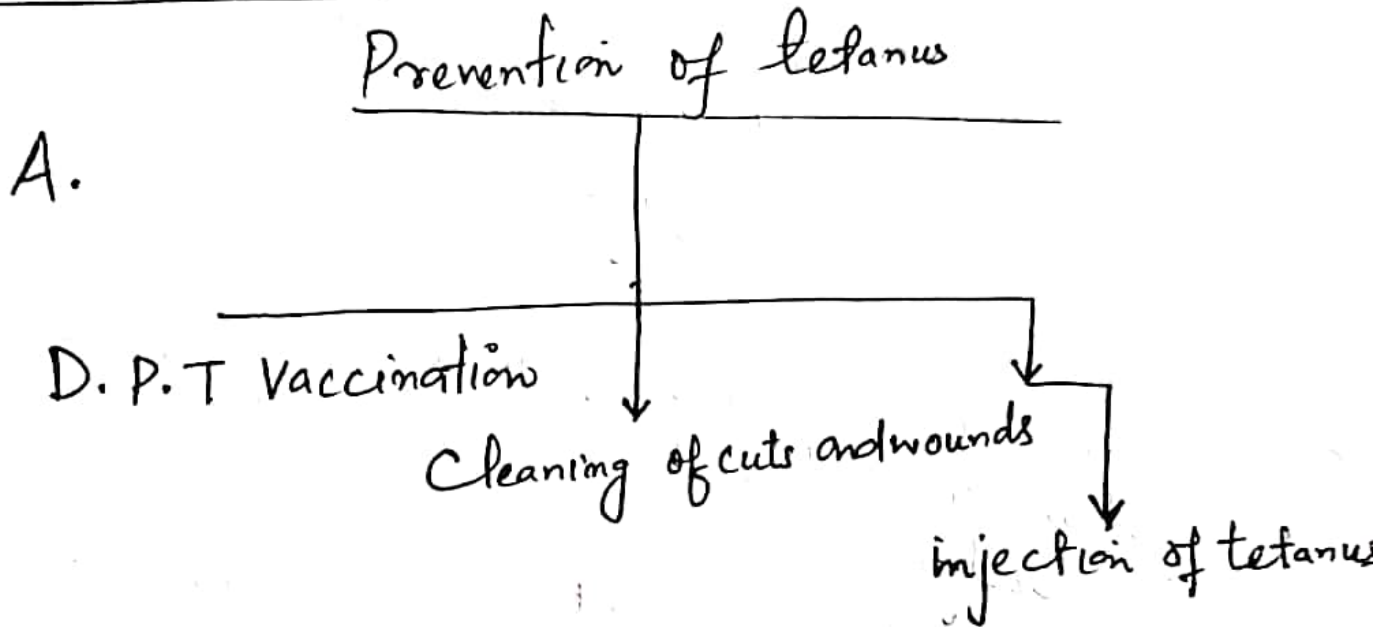 Prevention of tetanus
A.
D. P. T Vaccination
Cleaning of cuts and wounds
injection of tetanus